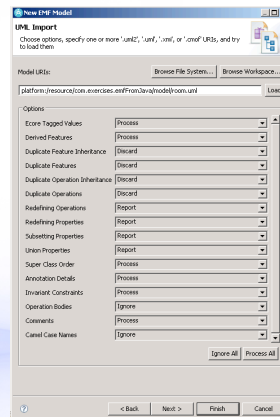 New EMF Model
UML Import
Choose options, specify one or more '.uml2', '.uml', '.xmi', or '.cmof' URIs, and try
to load them
Model URIs:
Browse File System...
Browse Workspace...
platform:/resource/com.exercises.emfFromJava/model/room.uml
Load
Options
Ecore Tagged Values Process
Derived Features Process
Duplicate Feature Inheritance Discard
Duplicate Features Discard
Duplicate Operation Inheritance Discard
Duplicate Operations Discard
Redefining Operations Report
Redefining Properties Report
Subsetting Properties Report
Union Properties Report
Super Class Order Process
Annotation Details Process
Invariant Constraints Process
Operation Bodies Ignore
Comments Process
Camel Case Names Ignore
Ignore All Process All
? < Back Next > Finish Cancel